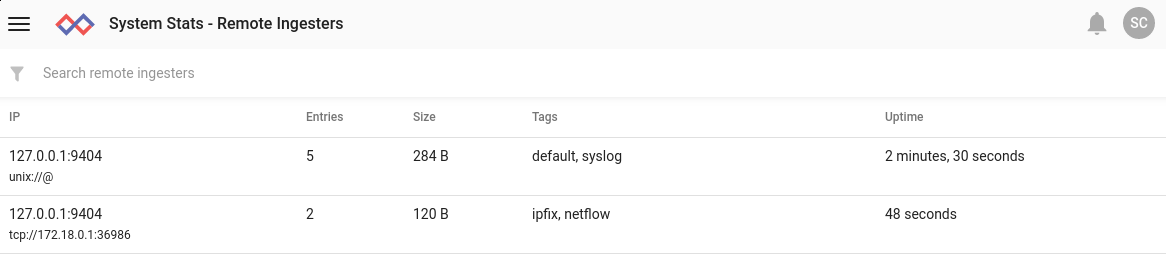 System Stats - Remote Ingesters SC
Search remote ingesters
IP Entries Size Tags Uptime
127.0.0.1:9404 5 284 B default, syslog 2 minutes, 30 seconds
unix://@
127.0.0.1:9404 2 120 B ipfix, netflow 48 seconds
tcp://172.18.0.1:36986